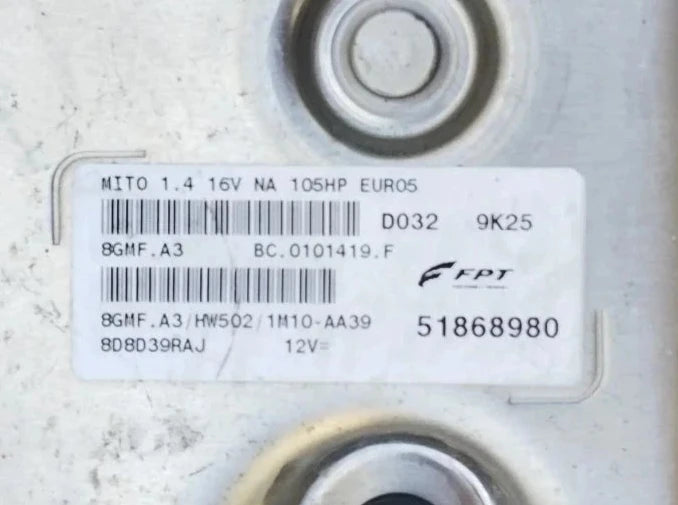 MITO 1.4 16V NA 105HP EURO5
D032 9K25
8GMF.A3 BC.0101419.F
FPT
8GMF.A3/HW502/1M10-AA39
51868980
8D8D39RAJ 12V=